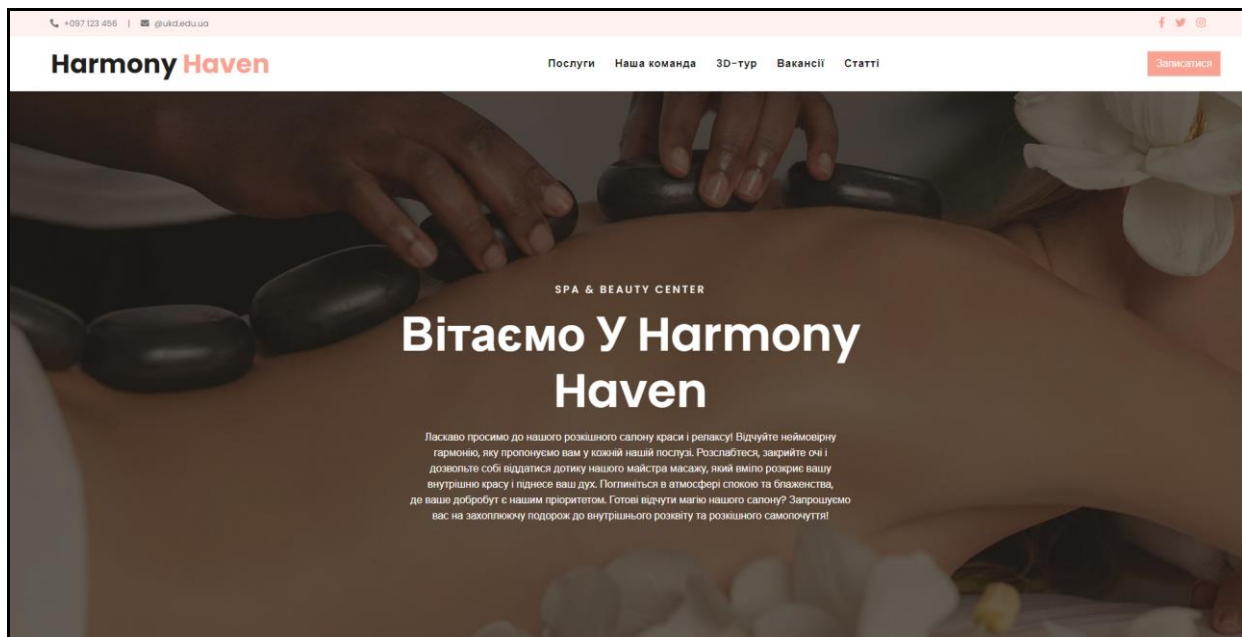 +097 123 456 | @ukd.edu.ua
Harmony Haven
Послуги Наша команда 3D-тур Вакансії Статті
Записатися
SPA & BEAUTY CENTER
Вітаємо У Harmony
Haven
Ласкаво просимо до нашого розкішного салону краси і релаксу! Відчуйте неймовірну
гармонію, яку пропонуємо вам у кожній нашій послузі. Розслабтеся, закрийте очі і
дозвольте собі віддатися дотику нашого майстра масажу, який вміло розкриє вашу
внутрішню красу і піднесе ваш дух. Поглиніться в атмосфері спокою та блаженства,
де ваше добробут є нашим пріоритетом. Готові відчути магію нашого салону? Запрошуємо
вас на захоплюючу подорож до внутрішнього розквіту та розкішного самопочуття!